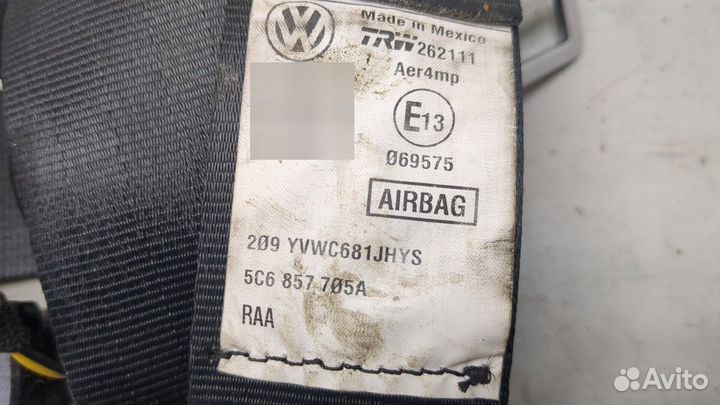 Made in Mexico
TRW 262111
Aer4mp
E13
Ø69575
AIRBAG
2Ø9 YVWC681JHYS
5C6 857 7Ø5A
RAA
Avito